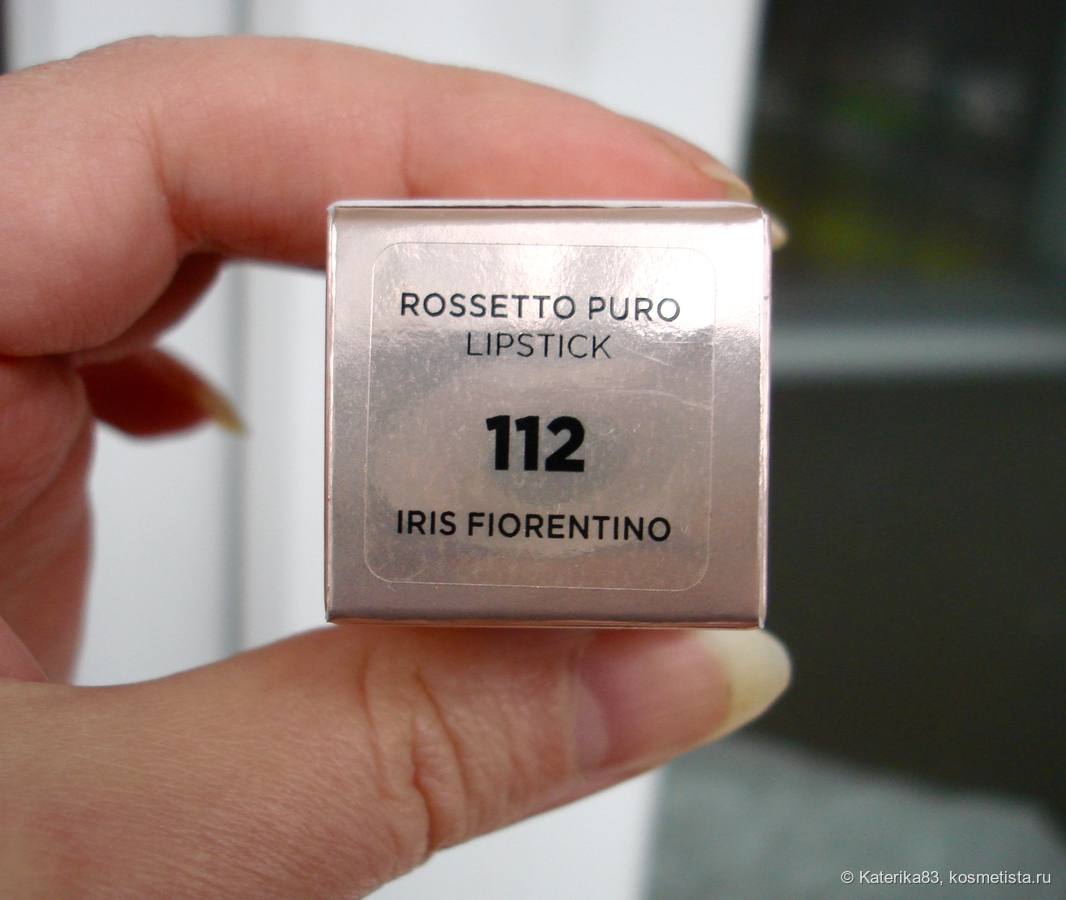 ROSSETTO PURO
LIPSTICK
112
IRIS FIORENTINO
© Katerika83, kosmetista.ru